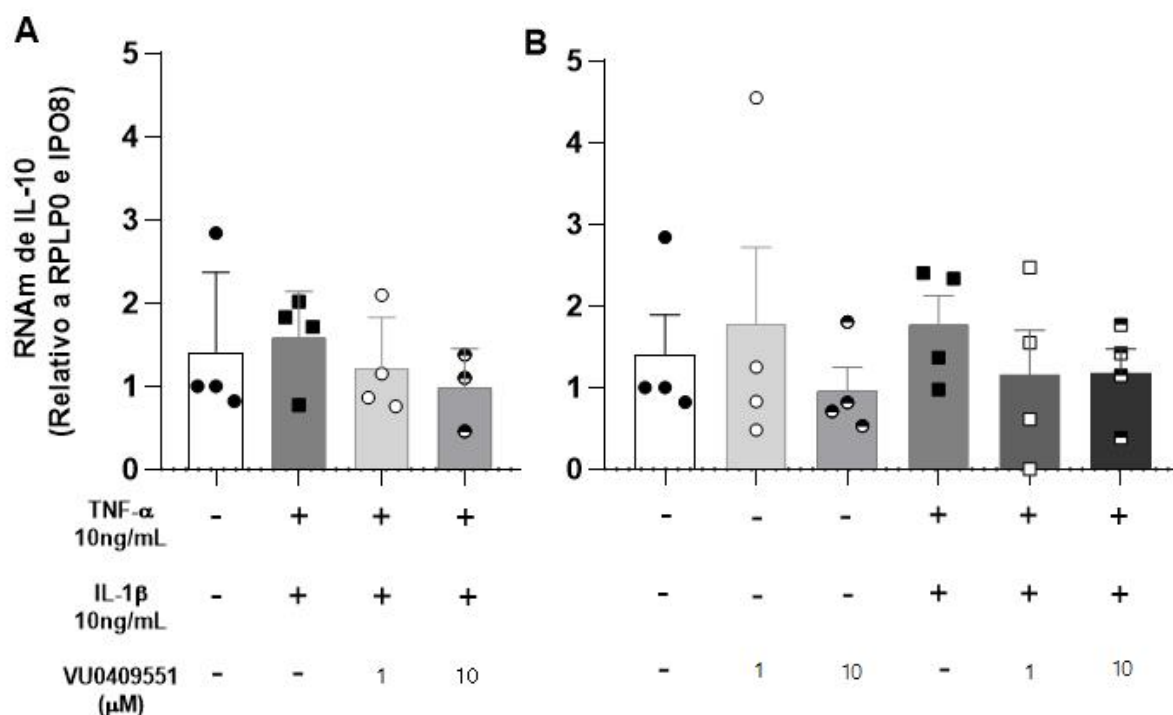 A
B
RNAm de IL-10
(Relativo a RPLP0 e IPO8)
5
4
3
2
1
0
5
4
3
2
1
0
TNF-α - + + + - - - + + +
10ng/mL
IL-1β - + + + - - - + + +
10ng/mL
VU0409551 - - 1 10 - 1 10 - 1 10
(μM)